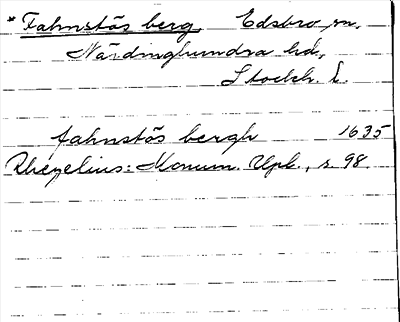 * Fahnstös berg Edsbro sn,
Närdinghundra hd,
Stockh. l.
fahnstös bergh 1635
Rhezelius: Monum. Upl., s. 98